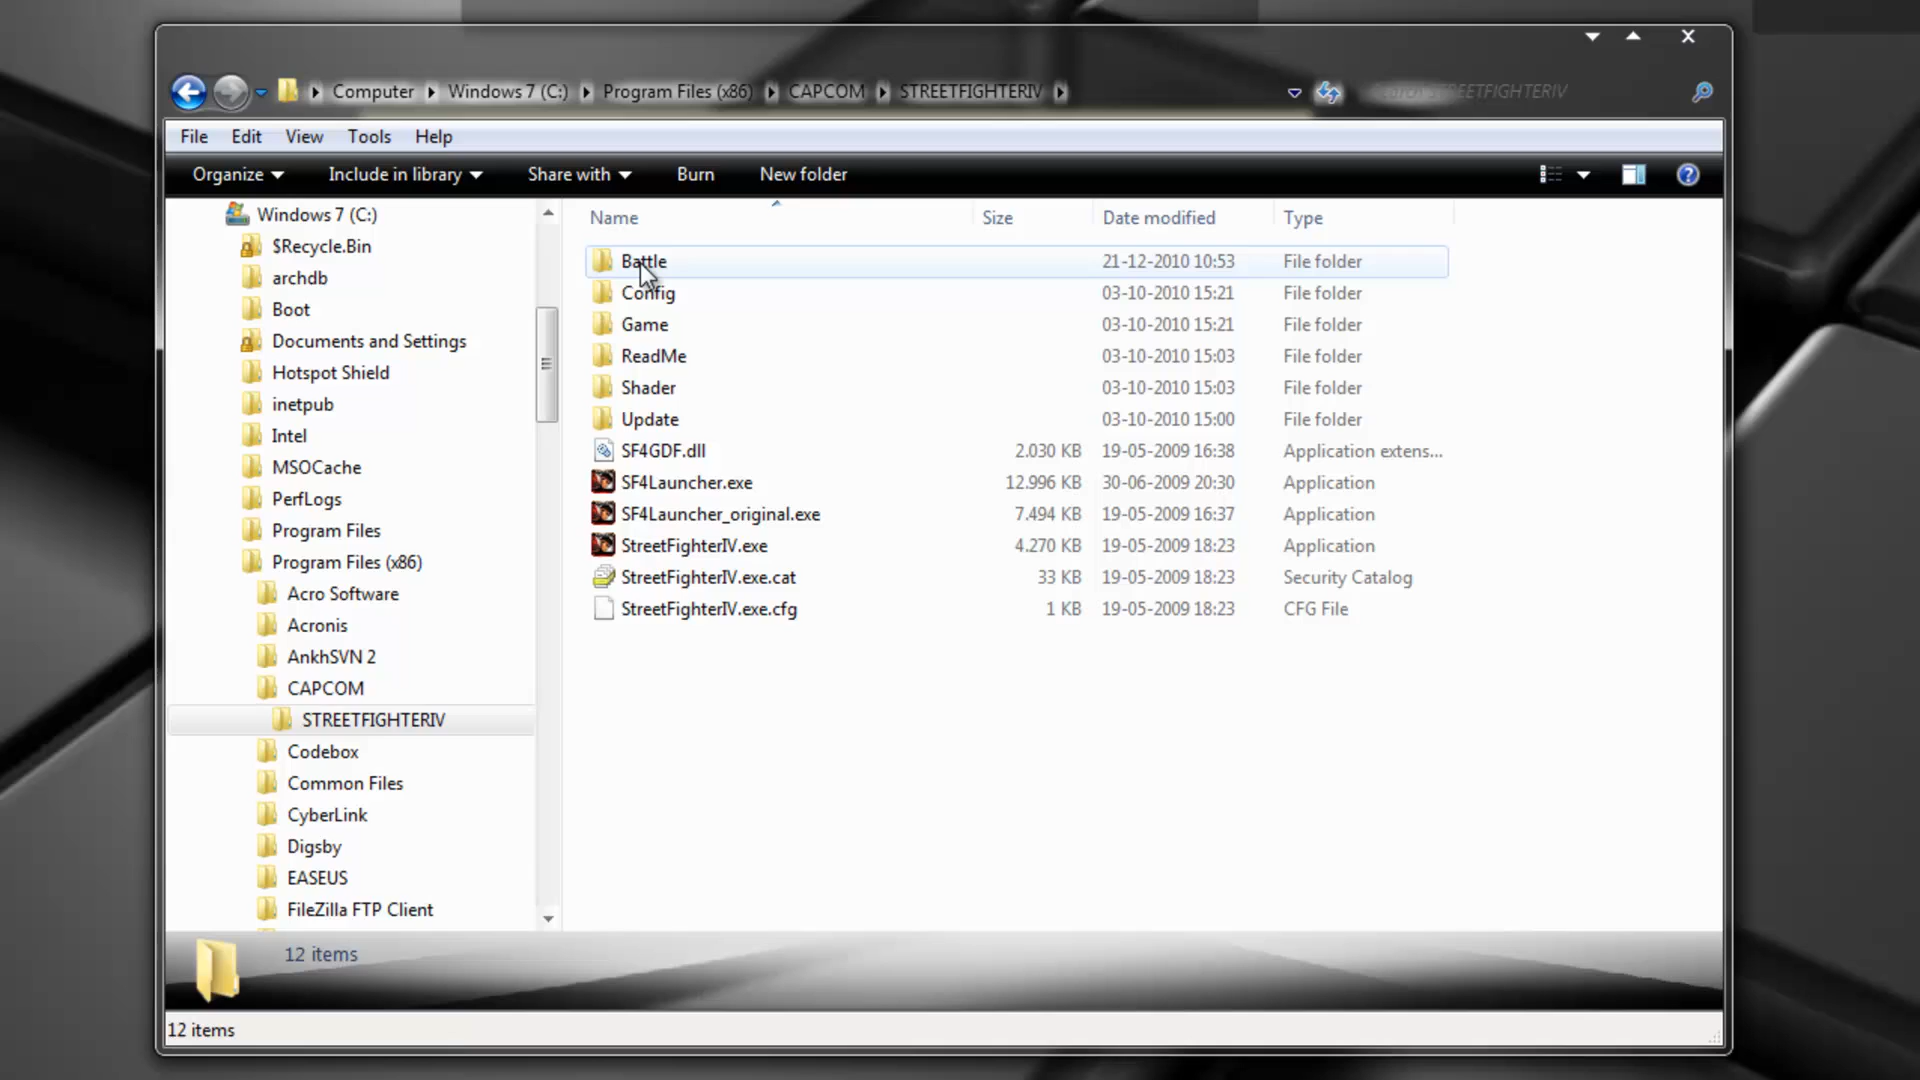 Computer Windows 7 (C:) Program Files (x86) CAPCOM STREETFIGHTERIV Search STREETFIGHTERIV
File Edit View Tools Help
Organize Include in library Share with Burn New folder
Windows 7 (C:)
$Recycle.Bin
archdb
Boot
Documents and Settings
Hotspot Shield
inetpub
Intel
MSOCache
PerfLogs
Program Files
Program Files (x86)
Acro Software
Acronis
AnkhSVN 2
CAPCOM
STREETFIGHTERIV
Codebox
Common Files
CyberLink
Digsby
EASEUS
FileZilla FTP Client
Name Size Date modified Type
Battle 21-12-2010 10:53 File folder
Config 03-10-2010 15:21 File folder
Game 03-10-2010 15:21 File folder
ReadMe 03-10-2010 15:03 File folder
Shader 03-10-2010 15:03 File folder
Update 03-10-2010 15:00 File folder
SF4GDF.dll 2.030 KB 19-05-2009 16:38 Application extens...
SF4Launcher.exe 12.996 KB 30-06-2009 20:30 Application
SF4Launcher_original.exe 7.494 KB 19-05-2009 16:37 Application
StreetFighterIV.exe 4.270 KB 19-05-2009 18:23 Application
StreetFighterIV.exe.cat 33 KB 19-05-2009 18:23 Security Catalog
StreetFighterIV.exe.cfg 1 KB 19-05-2009 18:23 CFG File
12 items
12 items